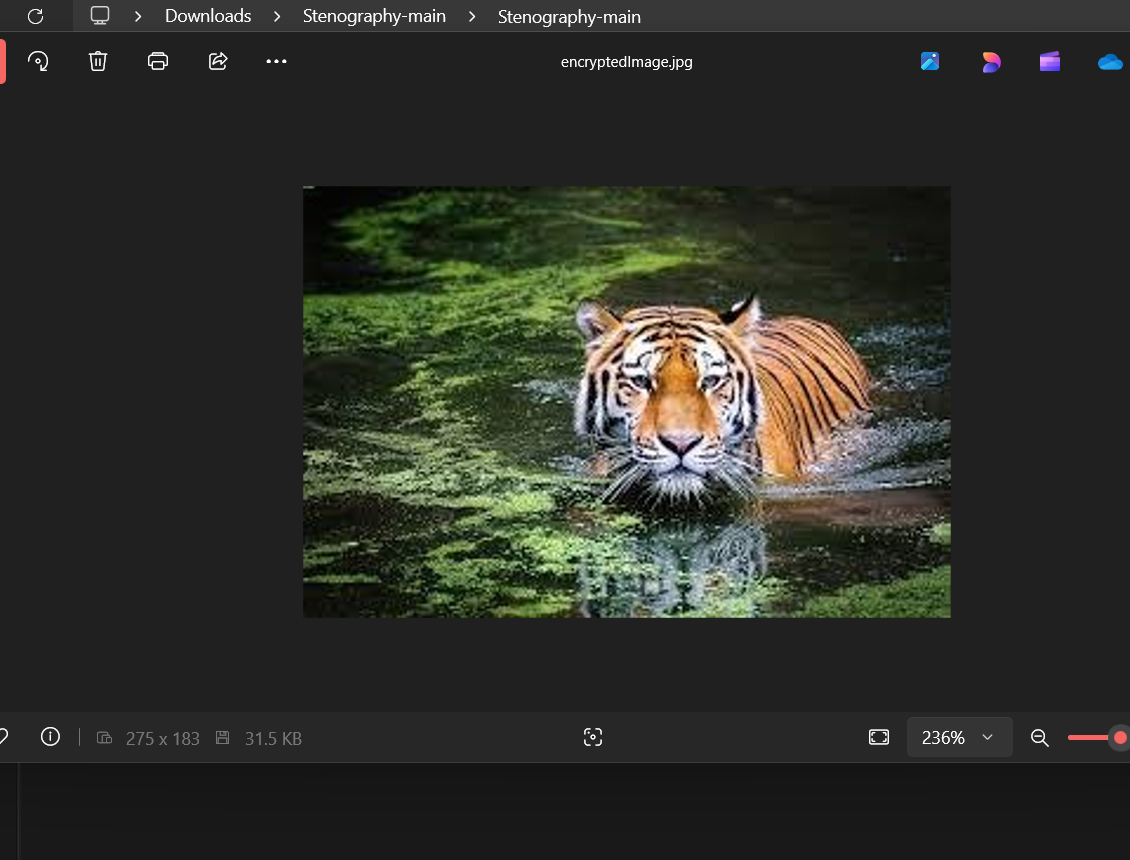 Downloads > Stenography-main > Stenography-main
encryptedImage.jpg
275 x 183 31.5 KB
236%